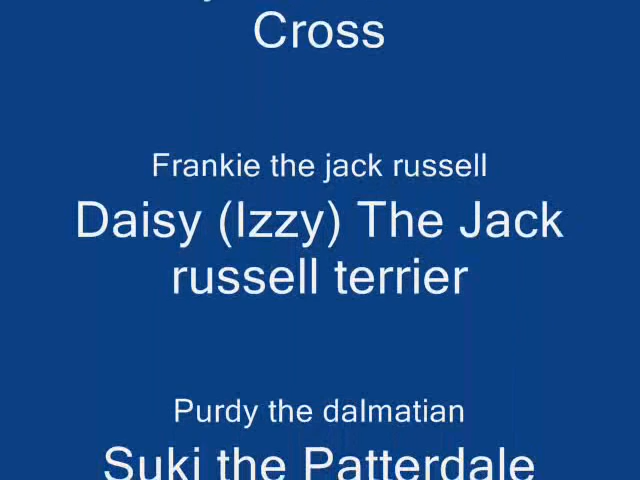 Cross
Frankie the jack russell
Daisy (Izzy) The Jack
russell terrier
Purdy the dalmatian
Suki the Patterdale